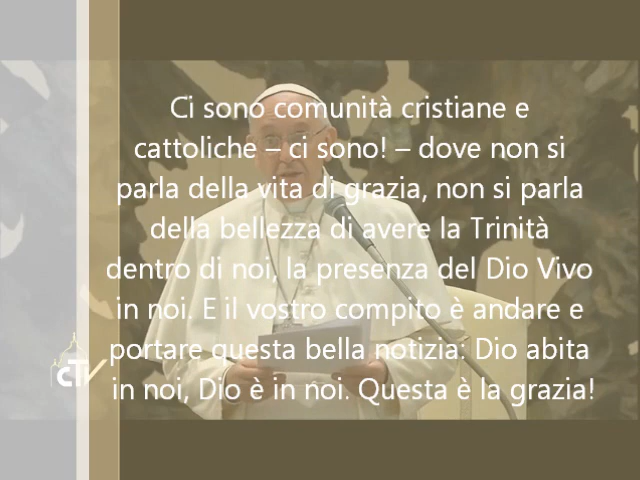 Ci sono comunità cristiane e
cattoliche – ci sono! – dove non si
parla della vita di grazia, non si parla
della bellezza di avere la Trinità
dentro di noi, la presenza del Dio Vivo
in noi. E il vostro compito è andare e
portare questa bella notizia: Dio abita
in noi, Dio è in noi. Questa è la grazia!
cTV